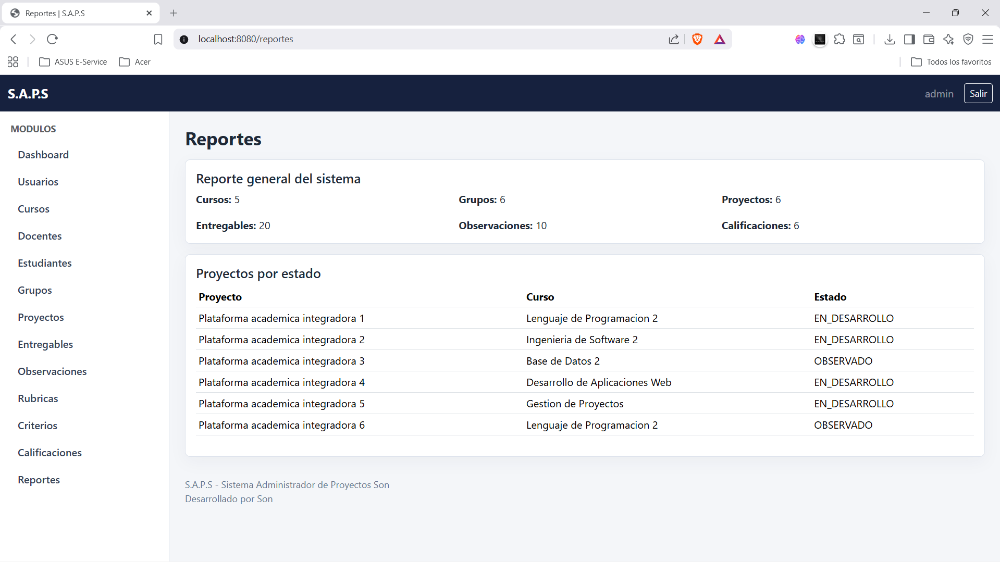 Reportes | S.A.P.S
localhost:8080/reportes
ASUS E-Service
Acer
Todos los favoritos
S.A.P.S
admin
Salir
MODULOS
Dashboard
Usuarios
Cursos
Docentes
Estudiantes
Grupos
Proyectos
Entregables
Observaciones
Rubricas
Criterios
Calificaciones
Reportes
Reportes
Reporte general del sistema
Cursos: 5 Grupos: 6 Proyectos: 6
Entregables: 20 Observaciones: 10 Calificaciones: 6
Proyectos por estado
Proyecto Curso Estado
Plataforma academica integradora 1 Lenguaje de Programacion 2 EN_DESARROLLO
Plataforma academica integradora 2 Ingenieria de Software 2 EN_DESARROLLO
Plataforma academica integradora 3 Base de Datos 2 OBSERVADO
Plataforma academica integradora 4 Desarrollo de Aplicaciones Web EN_DESARROLLO
Plataforma academica integradora 5 Gestion de Proyectos EN_DESARROLLO
Plataforma academica integradora 6 Lenguaje de Programacion 2 OBSERVADO
S.A.P.S - Sistema Administrador de Proyectos Son
Desarrollado por Son